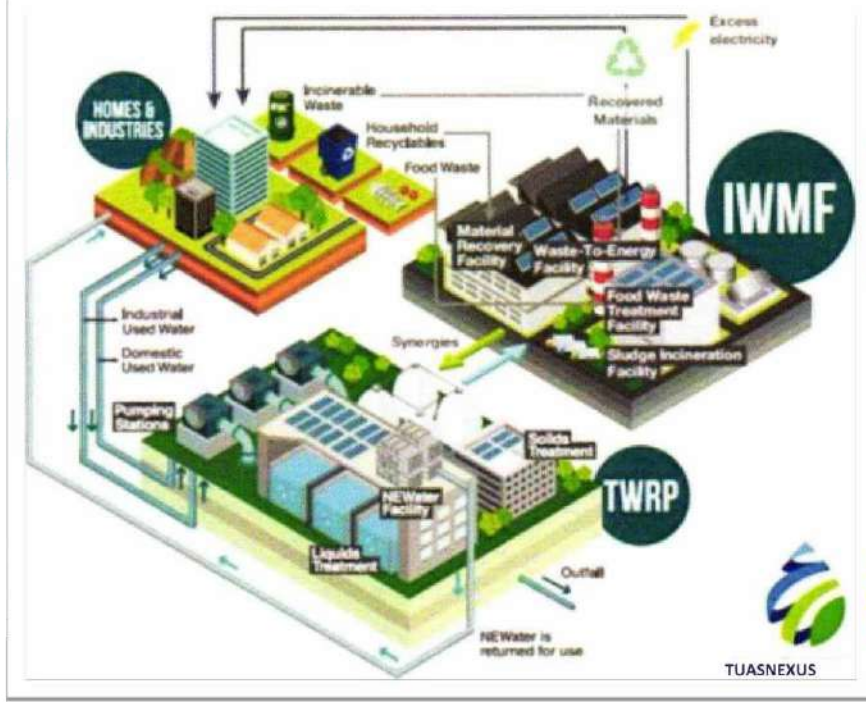 Excess
electricity
HOMES &
INDUSTRIES
Incinerable
Waste
Household
Recyclables
Food Waste
Recovered
Materials
IWMF
Material
Recovery
Facility
Waste-To-Energy
Facility
Food Waste
Treatment
Facility
Sludge Incineration
Facility
Industrial
Used Water
Domestic
Used Water
Synergies
Pumping
Stations
Solids
Treatment
NEWater
Facility
TWRP
Liquids
Treatment
Outfall
NEWater is
returned for use
TUASNEXUS